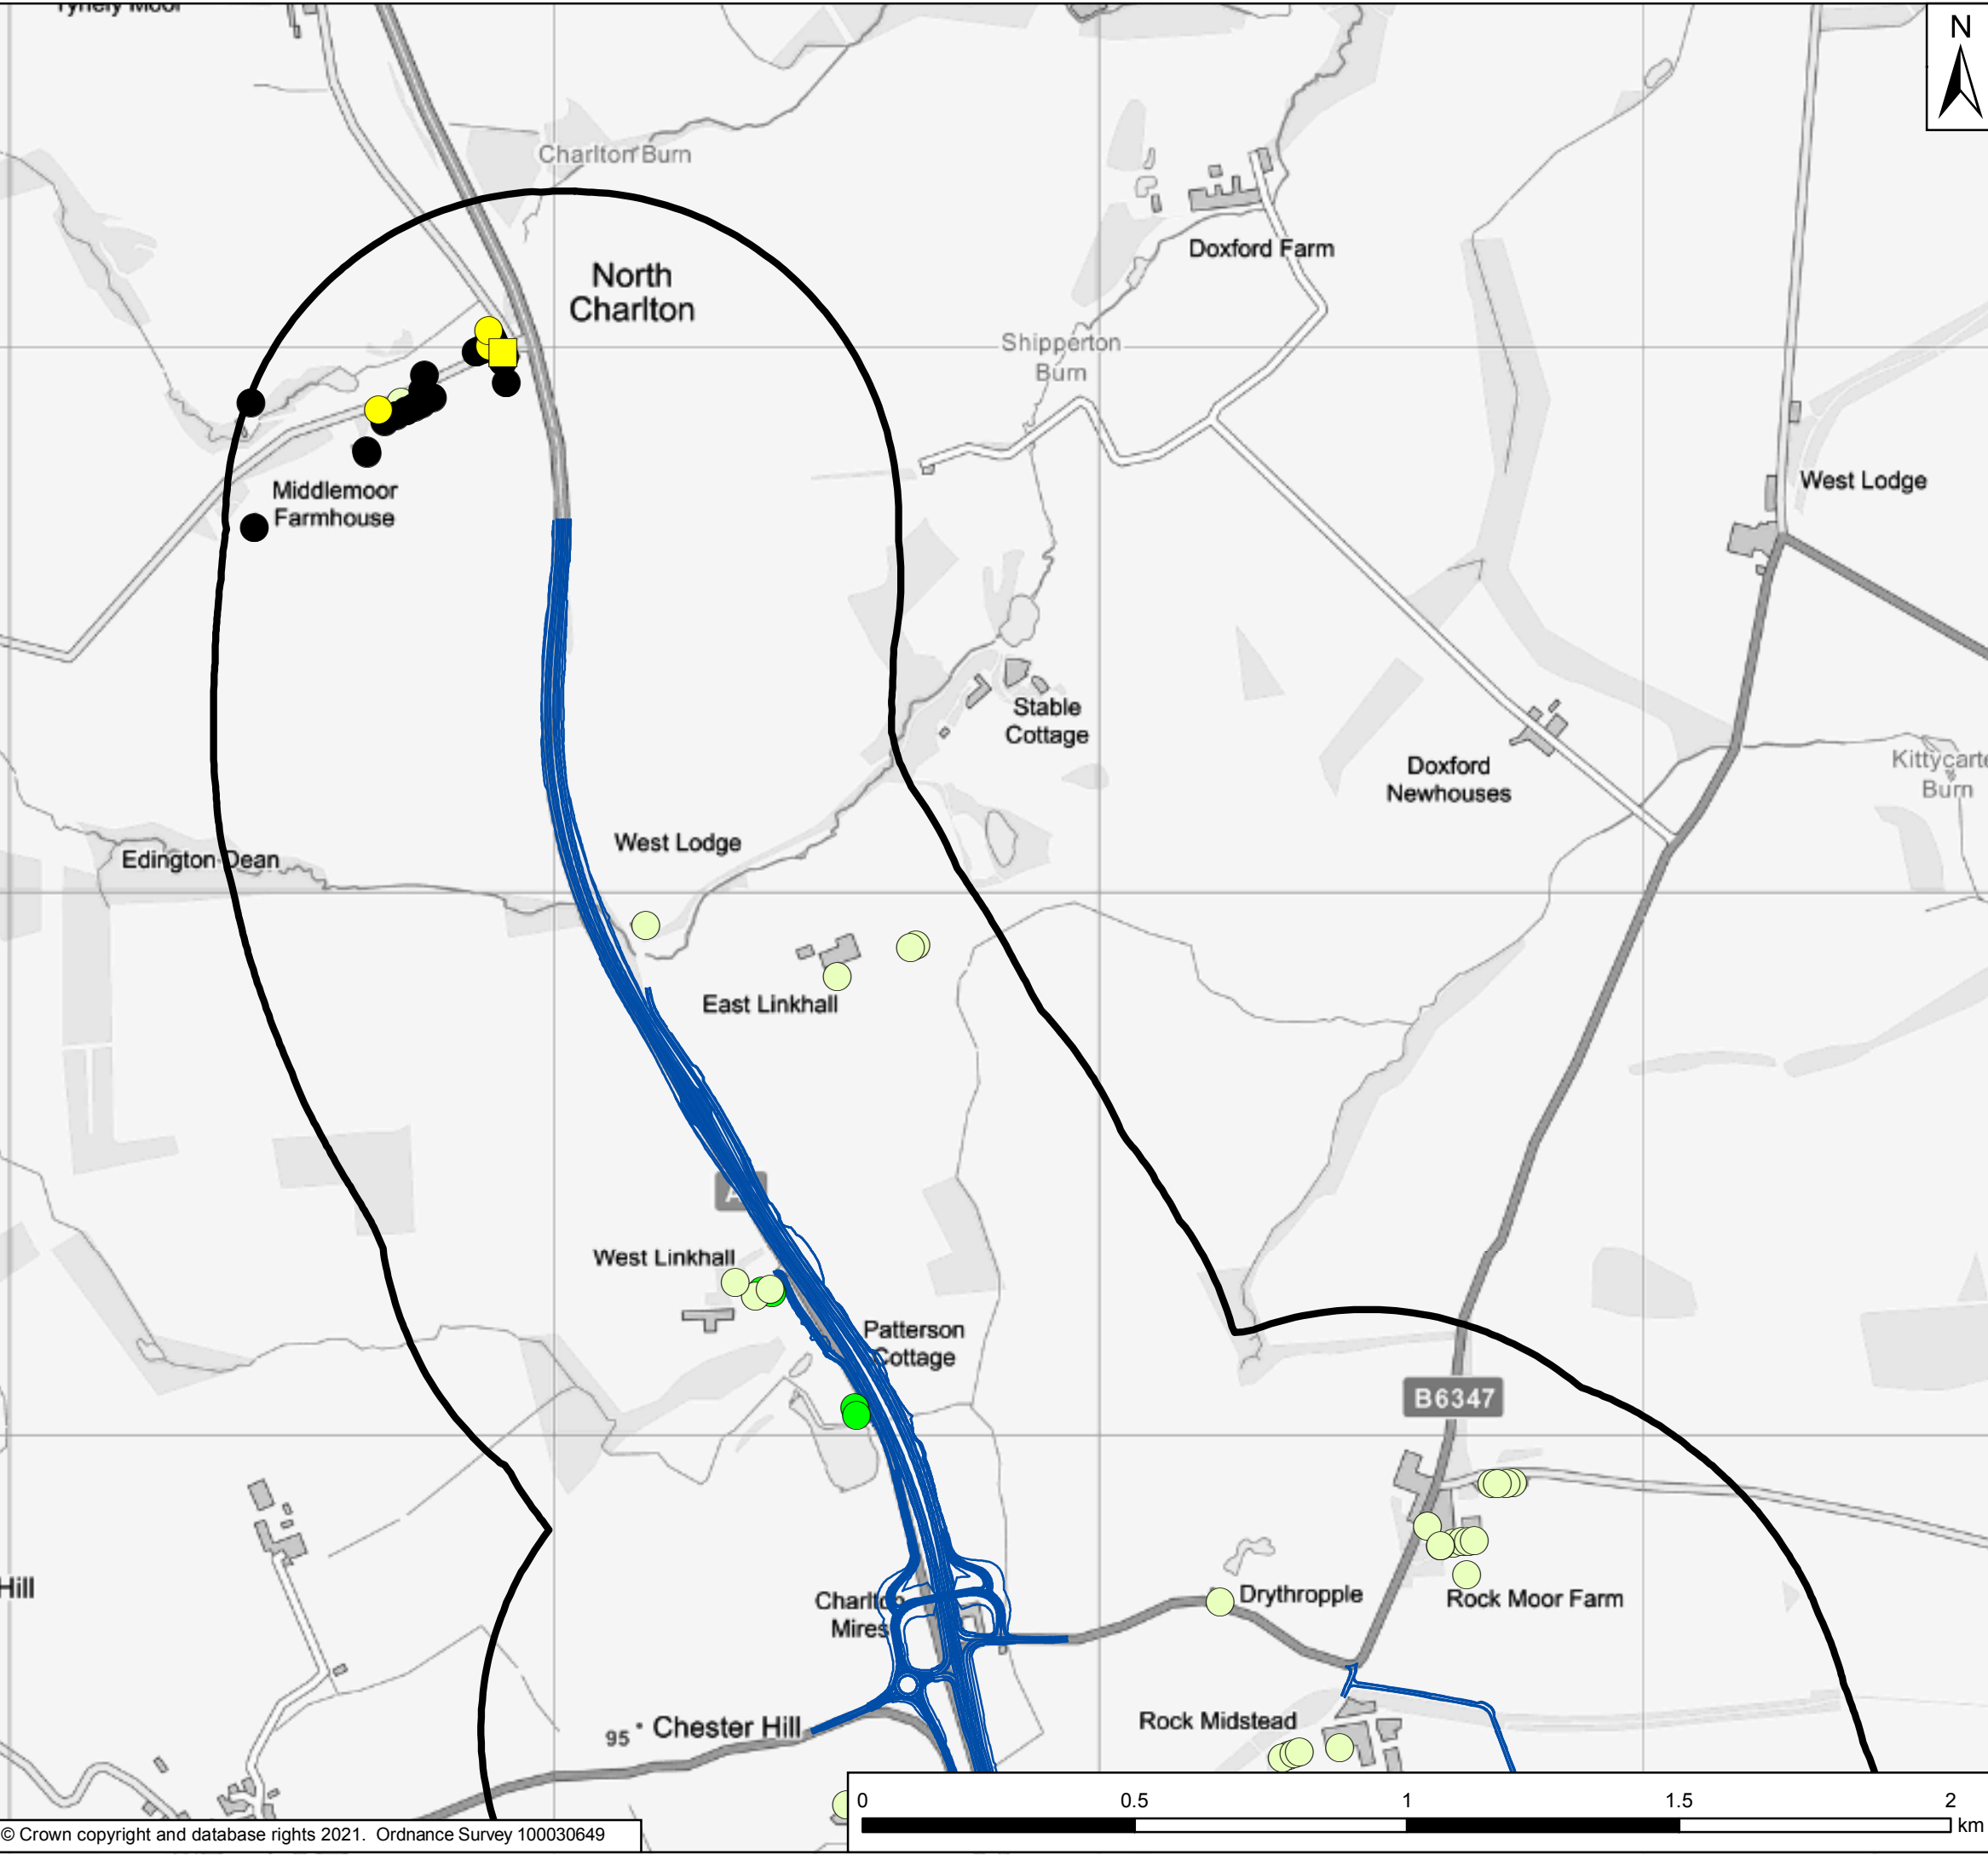 Tynely Moor
N
Charlton Burn
North
Charlton
Doxford Farm
Shipperton
Burn
Middlemoor
Farmhouse
West Lodge
Stable
Cottage
Doxford
Newhouses
Kittycarte
Burn
West Lodge
Edington Dean
East Linkhall
A
West Linkhall
Patterson
Cottage
B6347
Hill
Charlton
Mires
Drythropple
Rock Moor Farm
95 • Chester Hill
Rock Midstead
0 0.5 1 1.5 2
km
© Crown copyright and database rights 2021. Ordnance Survey 100030649